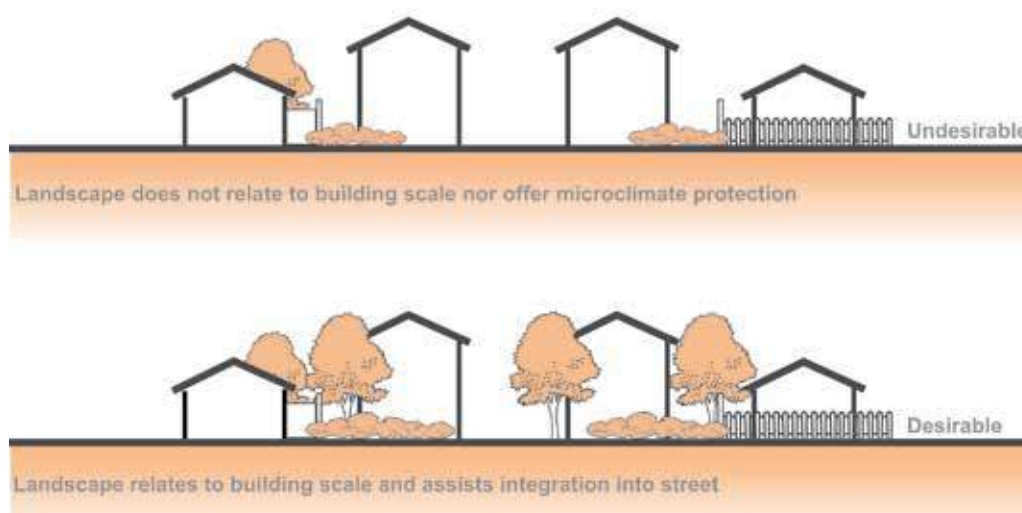 Undesirable
Landscape does not relate to building scale nor offer microclimate protection
Desirable
Landscape relates to building scale and assists integration into street